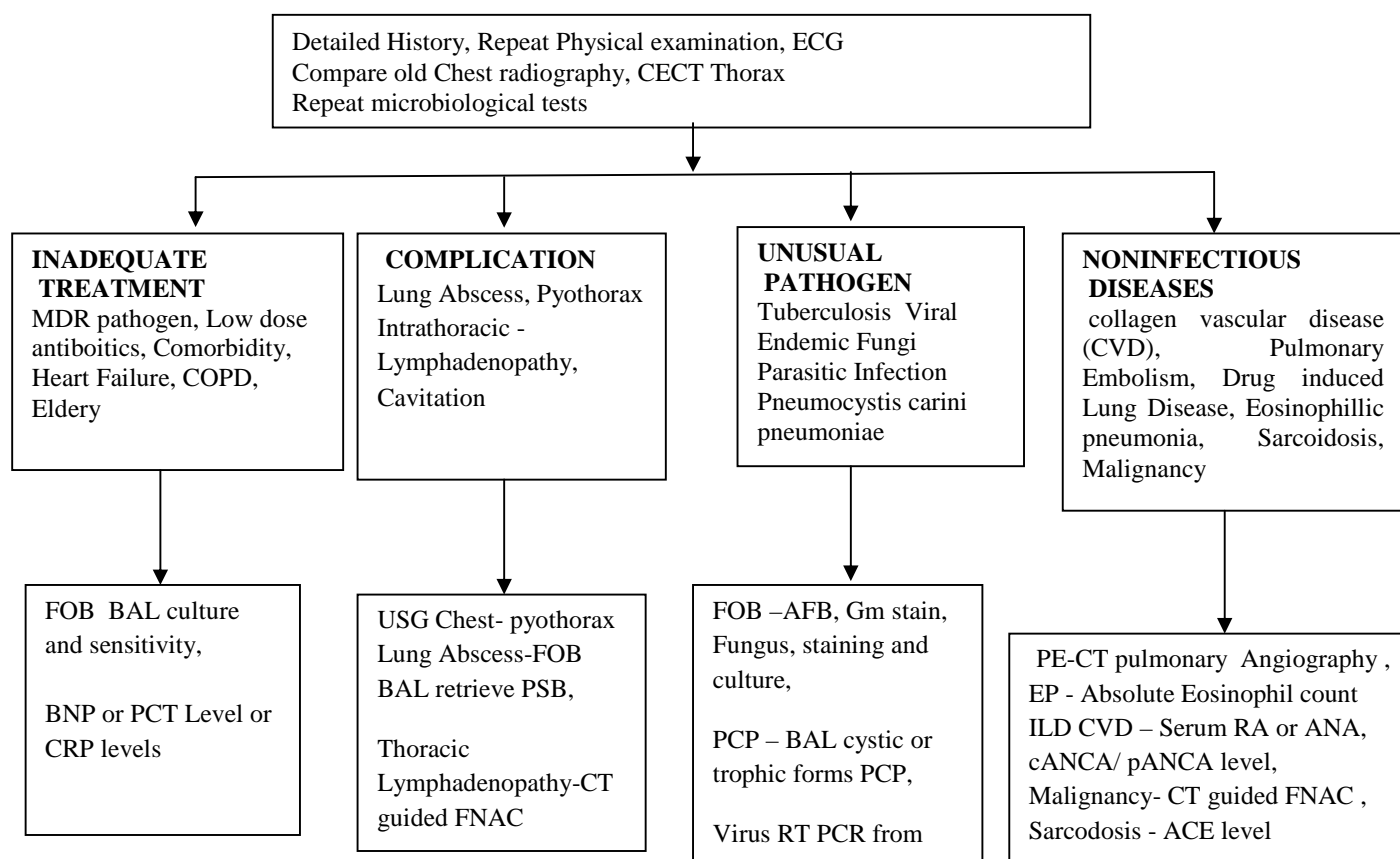 Detailed History, Repeat Physical examination, ECG
Compare old Chest radiography, CECT Thorax
Repeat microbiological tests
INADEQUATE
TREATMENT
MDR pathogen, Low dose
antiboitics, Comorbidity,
Heart Failure, COPD,
Eldery
COMPLICATION
Lung Abscess, Pyothorax
Intrathoracic -
Lymphadenopathy,
Cavitation
UNUSUAL
PATHOGEN
Tuberculosis Viral
Endemic Fungi
Parasitic Infection
Pneumocystis carini
pneumoniae
NONINFECTIOUS
DISEASES
collagen vascular disease
(CVD), Pulmonary
Embolism, Drug induced
Lung Disease, Eosinophillic
pneumonia, Sarcoidosis,
Malignancy
FOB BAL culture
and sensitivity,
BNP or PCT Level or
CRP levels
USG Chest- pyothorax
Lung Abscess-FOB
BAL retrieve PSB,
Thoracic
Lymphadenopathy-CT
guided FNAC
FOB –AFB, Gm stain,
Fungus, staining and
culture,
PCP – BAL cystic or
trophic forms PCP,
Virus RT PCR from
PE-CT pulmonary Angiography ,
EP - Absolute Eosinophil count
ILD CVD – Serum RA or ANA,
cANCA/ pANCA level,
Malignancy- CT guided FNAC ,
Sarcodosis - ACE level